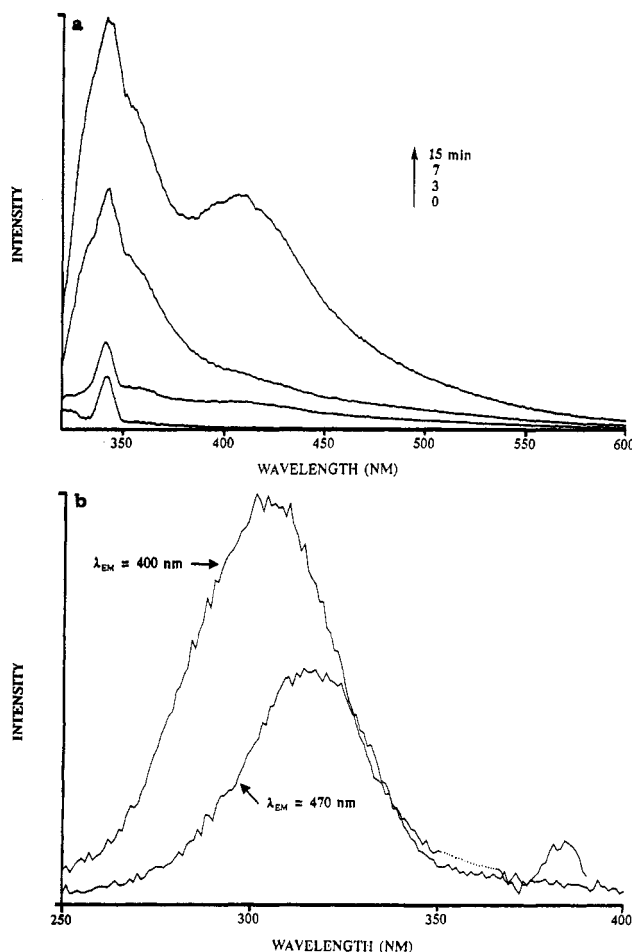 a
15 min
7
3
0
INTENSITY
350 400 450 500 550 600
WAVELENGTH (NM)
b
λEM = 400 nm
λEM = 470 nm
INTENSITY
250 300 350 400
WAVELENGTH (NM)